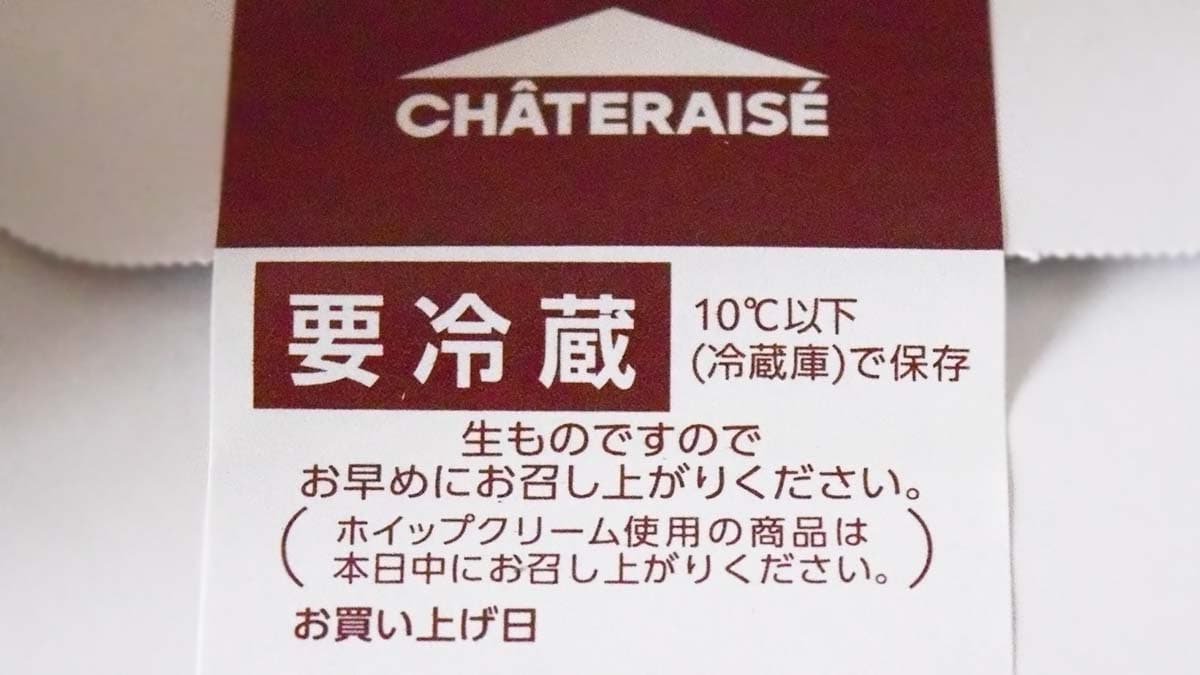 CHÂTERAISÉ
要冷蔵
10℃以下
(冷蔵庫)で保存
生ものですので
お早めにお召し上がりください。
(ホイップクリーム使用の商品は
本日中にお召し上がりください。)
お買い上げ日